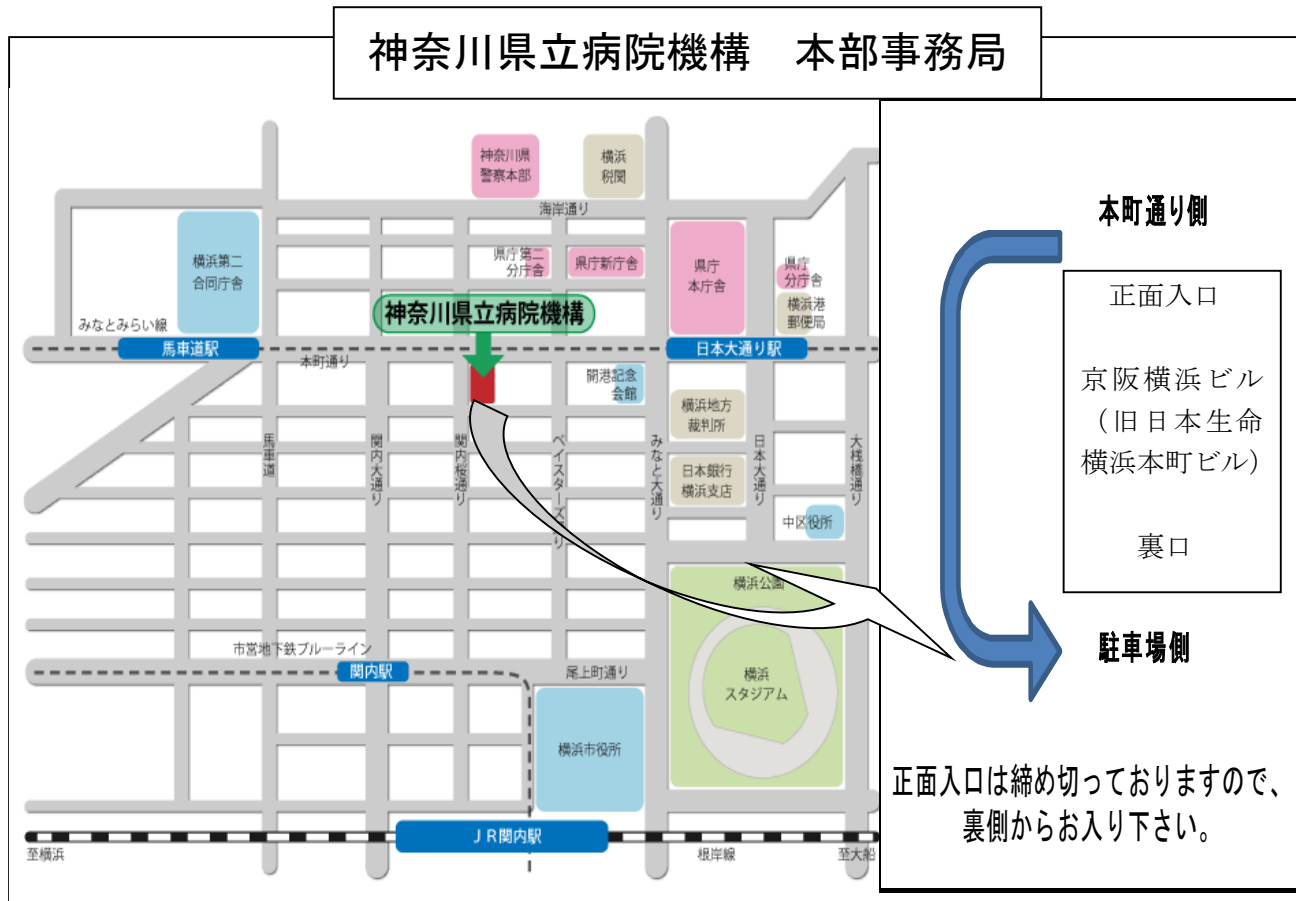 神奈川県立病院機構　本部事務局
神奈川県
警察本部
横浜
税関
海岸通り
横浜第二
合同庁舎
県庁第二
分庁舎
県庁新庁舎
県庁
本庁舎
県庁
分庁舎
横浜港
郵便局
神奈川県立病院機構
みなとみらい線
馬車道駅
日本大通り駅
本町通り
開港記念
会館
横浜地方
裁判所
馬車道
関内大通り
関内桜通り
ベイスターズ通り
みなと大通り
日本大通り
大桟橋通り
日本銀行
横浜支店
中区役所
横浜公園
市営地下鉄ブルーライン
関内駅
尾上町通り
横浜
スタジアム
横浜市役所
ＪＲ関内駅
至横浜
根岸線
至大船
本町通り側
正面入口
京阪横浜ビル
（旧日本生命
横浜本町ビル）
裏口
駐車場側
正面入口は締め切っておりますので、
裏側からお入り下さい。